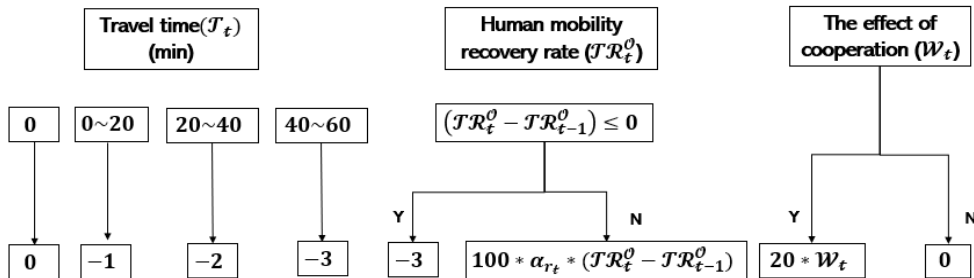 Travel time(𝒯_t)
(min)
Human mobility
recovery rate (𝒯ℛ_t^𝒪)
The effect of
cooperation (𝒲_t)
0
0~20
20~40
40~60
(𝒯ℛ_t^𝒪 − 𝒯ℛ_{t−1}^𝒪) ≤ 0
Y
N
Y
N
0
−1
−2
−3
−3
100 * α_{r_t} * (𝒯ℛ_t^𝒪 − 𝒯ℛ_{t−1}^𝒪)
20 * 𝒲_t
0